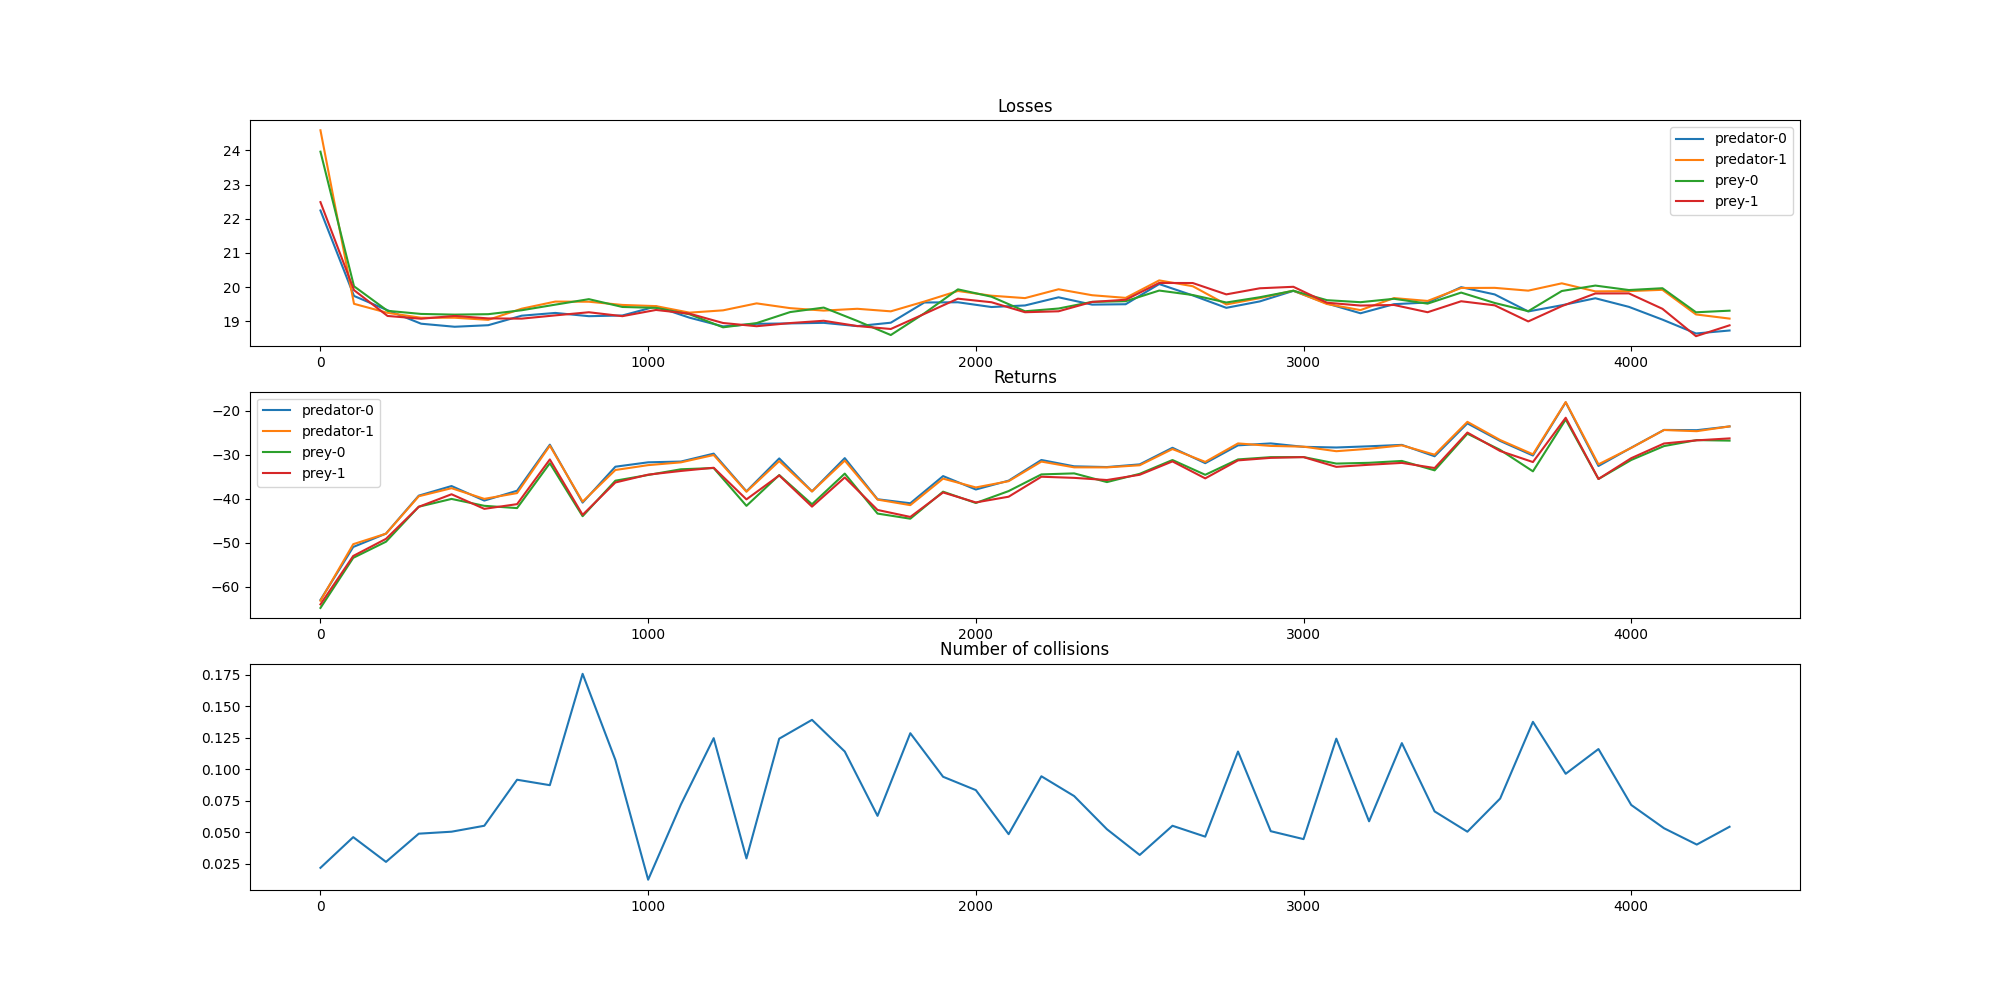 Losses
24
23
22
21
20
19
predator-0
predator-1
prey-0
prey-1
0 1000 2000 3000 4000
Returns
−20
−30
−40
−50
−60
predator-0
predator-1
prey-0
prey-1
0 1000 2000 3000 4000
Number of collisions
0.175
0.150
0.125
0.100
0.075
0.050
0.025
0 1000 2000 3000 4000